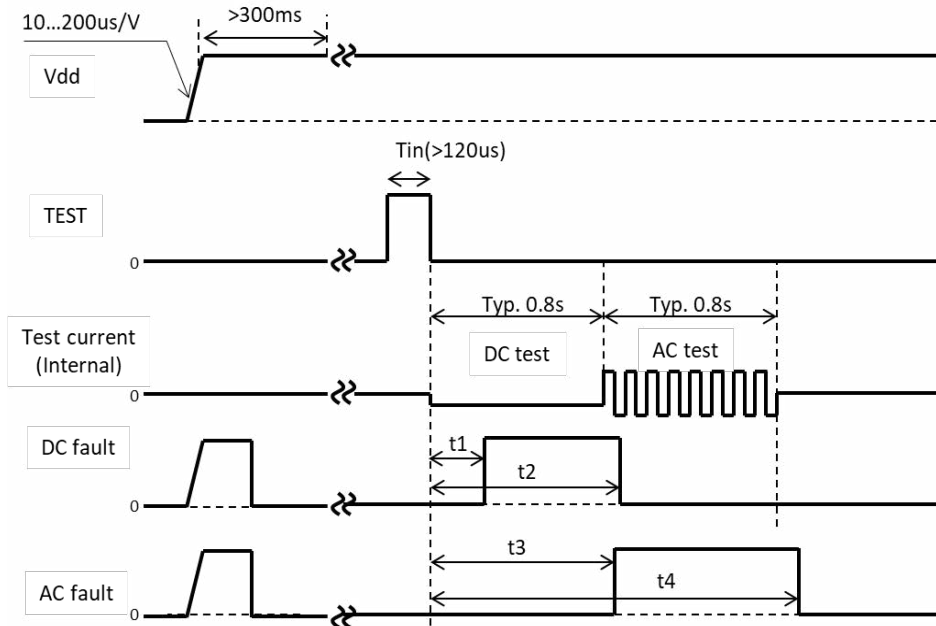 10...200us/V
>300ms
Vdd
Tin(>120us)
TEST
0
Typ. 0.8s
Typ. 0.8s
Test current
(Internal)
DC test
AC test
0
DC fault
t1
t2
0
t3
AC fault
t4
0